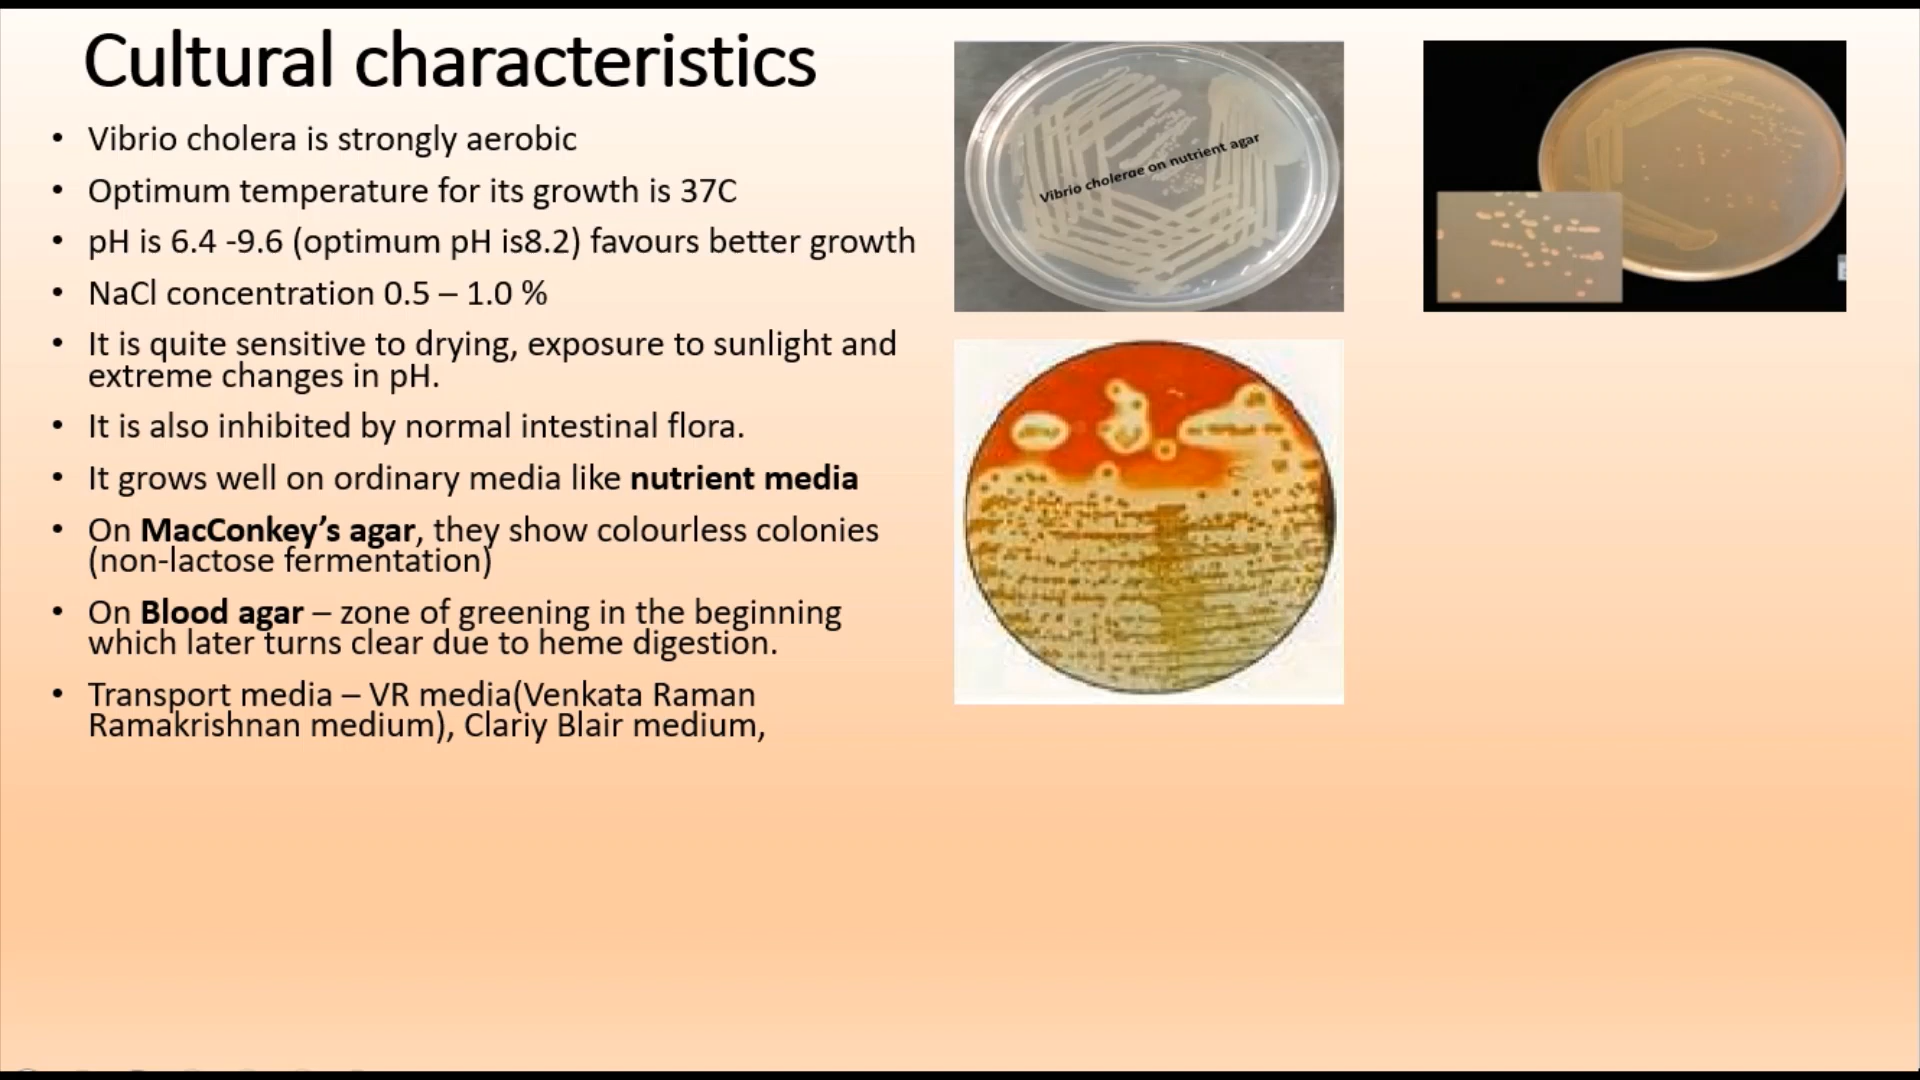 Cultural characteristics
• Vibrio cholera is strongly aerobic
• Optimum temperature for its growth is 37C
• pH is 6.4 -9.6 (optimum pH is8.2) favours better growth
• NaCl concentration 0.5 – 1.0 %
• It is quite sensitive to drying, exposure to sunlight and
extreme changes in pH.
• It is also inhibited by normal intestinal flora.
• It grows well on ordinary media like nutrient media
• On MacConkey’s agar, they show colourless colonies
(non-lactose fermentation)
• On Blood agar – zone of greening in the beginning
which later turns clear due to heme digestion.
• Transport media – VR media(Venkata Raman
Ramakrishnan medium), Clariy Blair medium,
Vibrio cholerae on nutrient agar